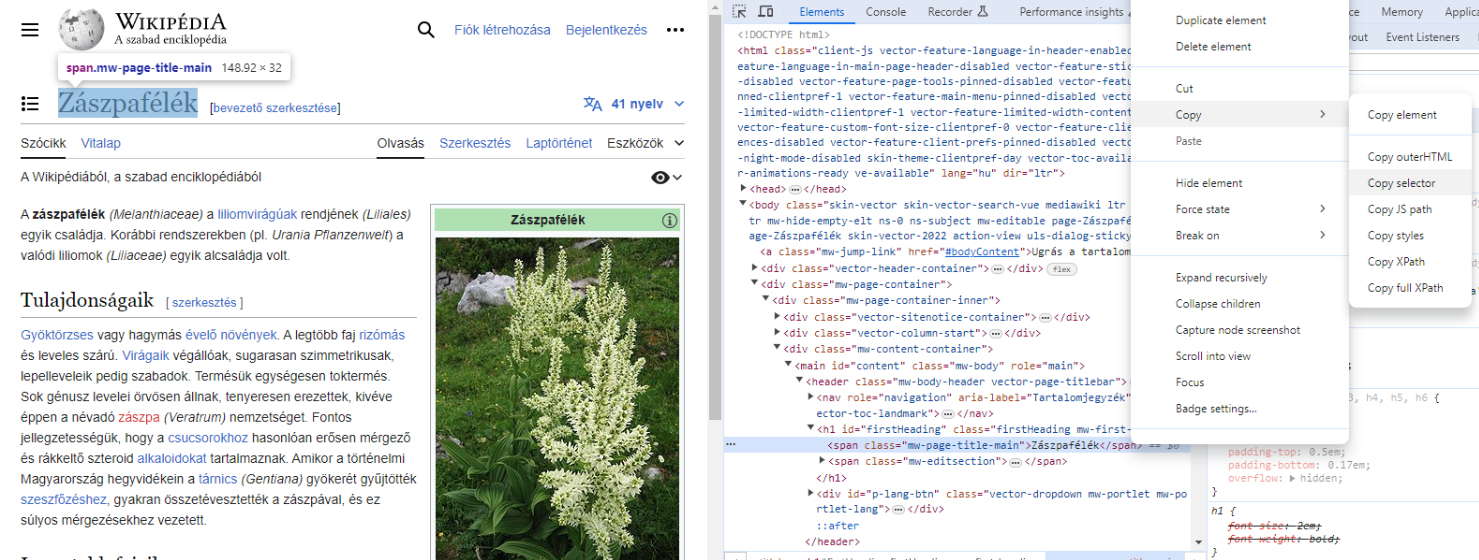 WIKIPÉDIA
A szabad enciklopédia
Fiók létrehozása Bejelentkezés •••
span.mw-page-title-main 148.92 × 32
Zászpafélék [bevezető szerkesztése] 41 nyelv
Szócikk Vitalap Olvasás Szerkesztés Laptörténet Eszközök
A Wikipédiából, a szabad enciklopédiából
A zászpafélék (Melanthiaceae) a liliomvirágúak rendjének (Liliales)
egyik családja. Korábbi rendszerekben (pl. Urania Pflanzenwelt) a
valódi liliomok (Liliaceae) egyik alcsaládja volt.
Zászpafélék
Tulajdonságaik [ szerkesztés ]
Gyöktörzses vagy hagymás évelő növények. A legtöbb faj rizómás
és leveles szárú. Virágaik végállóak, sugarasan szimmetrikusak,
lepelleveleik pedig szabadok. Termésük egységesen toktermés.
Sok génusz levelei örvösen állnak, tenyeresen erezettek, kivéve
éppen a névadó zászpa (Veratrum) nemzetséget. Fontos
jellegzetességük, hogy a csucsorokhoz hasonlóan erősen mérgező
és rákkeltő szteroid alkaloidokat tartalmaznak. Amikor a történelmi
Magyarország hegyvidékein a tárnics (Gentiana) gyökerét gyűjtötték
szeszfőzéshez, gyakran összetévesztették a zászpával, és ez
súlyos mérgezésekhez vezetett.
Elements Console Recorder Performance insights
Memory
Event Listeners
<!DOCTYPE html>
<html class="client-js vector-feature-language-in-header-enabled
eature-language-in-main-page-header-disabled vector-feature-stic
-disabled vector-feature-page-tools-pinned-disabled vector-
nned-clientpref-1 vector-feature-main-menu-pinned-disabled vector
-limited-width-clientpref-1 vector-feature-limited-width-content
vector-feature-custom-font-size-clientpref-0 vector-feature-clie
ences-disabled vector-feature-client-prefs-pinned-disabled vecto
-night-mode-disabled skin-theme-clientpref-day vector-toc-availa
r-animations-ready ve-available" lang="hu" dir="ltr">
<head> ••• </head>
<body class="skin-vector skin-vector-search-vue mediawiki ltr
tr mw-hide-empty-elt ns-0 ns-subject mw-editable page-Zászpafé
age-Zászpafélék skin-vector-2022 action-view uls-dialog-sticky
<a class="mw-jump-link" href="#bodyContent">Ugrás a tartalom
<div class="vector-header-container"> ••• </div> flex
<div class="mw-page-container">
<div class="mw-page-container-inner">
<div class="vector-sitenotice-container"> ••• </div>
<div class="vector-column-start"> ••• </div>
<div class="mw-content-container">
<main id="content" class="mw-body" role="main">
<header class="mw-body-header vector-page-titlebar">
<nav role="navigation" aria-label="Tartalomjegyzék"
ector-toc-landmark"> ••• </nav>
<h1 id="firstHeading" class="firstHeading mw-first-
••• <span class="mw-page-title-main">Zászpafélék</span> == $0
<span class="mw-editsection"> ••• </span>
</h1>
<div id="p-lang-btn" class="vector-dropdown mw-portlet mw-po
rtlet-lang"> ••• </div>
::after
</header>
Duplicate element
Delete element
Cut
Copy
Paste
Hide element
Force state
Break on
Expand recursively
Collapse children
Capture node screenshot
Scroll into view
Focus
Badge settings...
Copy element
Copy outerHTML
Copy selector
Copy JS path
Copy styles
Copy XPath
Copy full XPath
h4, h5, h6 {
padding-top: 0.5em;
padding-bottom: 0.17em;
overflow: hidden;
}
h1 {
font-size: 2em;
font-weight: bold;
}